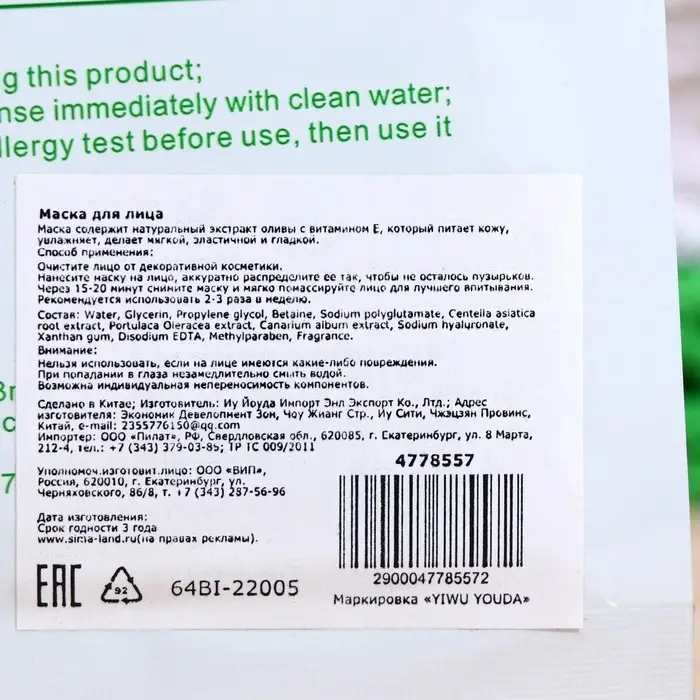 g this product;
nse immediately with clean water;
llergy test before use, then use it
Маска для лица
Маска содержит натуральный экстракт оливы с витамином Е, который питает кожу,
увлажняет, делает мягкой, эластичной и гладкой.
Способ применения:
Очистите лицо от декоративной косметики.
Нанесите маску на лицо, аккуратно распределите ее так, чтобы не осталось пузырьков.
Через 15-20 минут снимите маску и мягко помассируйте лицо для лучшего впитывания.
Рекомендуется использовать 2-3 раза в неделю.
Состав: Water, Glycerin, Propylene glycol, Betaine, Sodium polyglutamate, Centella asiatica
root extract, Portulaca Oleracea extract, Canarium album extract, Sodium hyaluronate,
Xanthan gum, Disodium EDTA, Methylparaben, Fragrance.
Внимание:
Нельзя использовать, если на лице имеются какие-либо повреждения.
При попадании в глаза незамедлительно смыть водой.
Возможна индивидуальная непереносимость компонентов.
Сделано в Китае; Изготовитель: Иу Йоуда Импорт Энл Экспорт Ко., Лтд.; Адрес
изготовителя: Экономик Девелопмент Зон, Чоу Жианг Стр., Иу Сити, Чжэцзян Провинс,
Китай, e-mail: 2355776150@qq.com
Импортер: ООО «Пилат», РФ, Свердловская обл., 620085, г. Екатеринбург, ул. 8 Марта,
212-4, тел.: +7 (343) 379-03-85; ТР ТС 009/2011
Уполномоч.изготовит.лицо: ООО «ВИП»,
Россия, 620010, г. Екатеринбург, ул.
Черняховского, 86/8, т. +7 (343) 287-56-96
Дата изготовления:
Срок годности 3 года
www.sima-land.ru(на правах рекламы).
4778557
2900047785572
Маркировка «YIWU YOUDA»
EAC
92
64BI-22005